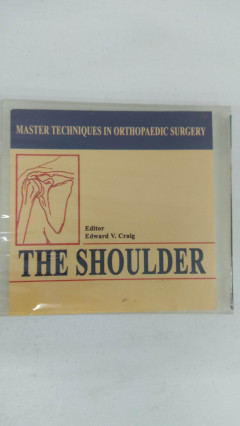 MASTER TECHNIQUES IN ORTHOPAEDIC SURGERY
Editor
Edward V. Craig
THE SHOULDER